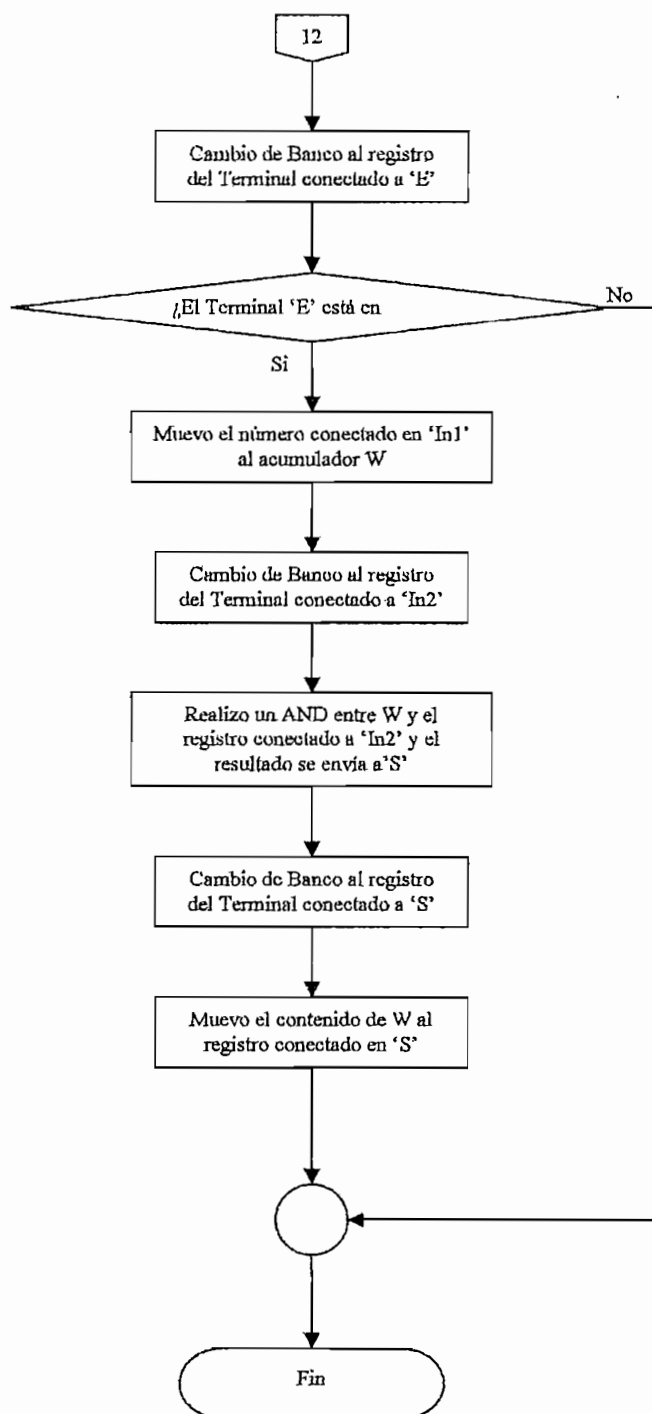 12
Cambio de Banco al registro
del Terminal conectado a ‘E’
¿El Terminal ‘E’ está en
No
Si
Muevo el número conectado en ‘In1’
al acumulador W
Cambio de Banco al registro
del Terminal conectado a ‘In2’
Realizo un AND entre W y el
registro conectado a ‘In2’ y el
resultado se envía a‘S’
Cambio de Banco al registro
del Terminal conectado a ‘S’
Muevo el contenido de W al
registro conectado en ‘S’
Fin